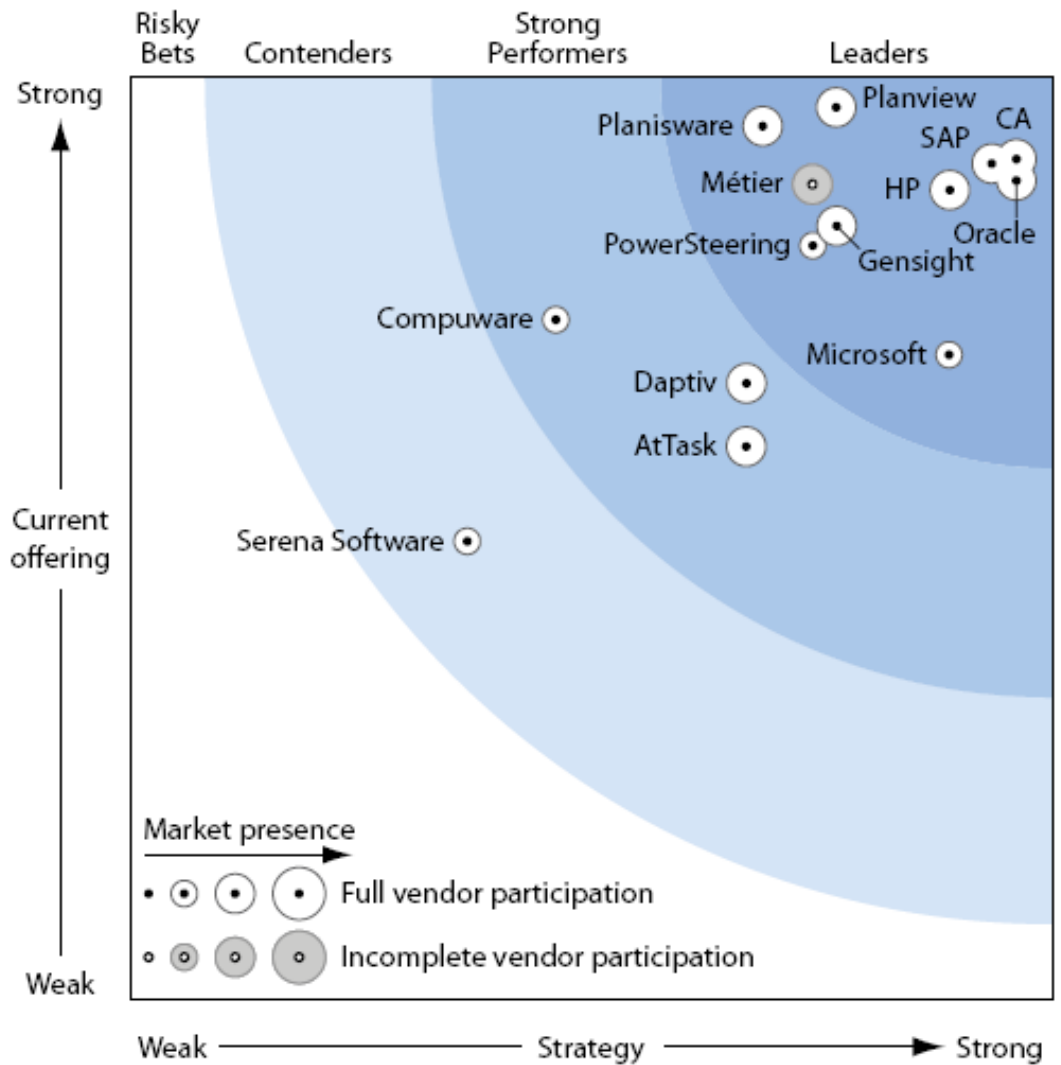 Risky
Bets
Contenders
Strong
Performers
Leaders
Strong
Planview
Planisware
CA
SAP
Métier
HP
Oracle
PowerSteering
Gensight
Compuware
Microsoft
Daptiv
AtTask
Current
offering
Serena Software
Market presence
Full vendor participation
Incomplete vendor participation
Weak
Weak
Strategy
Strong